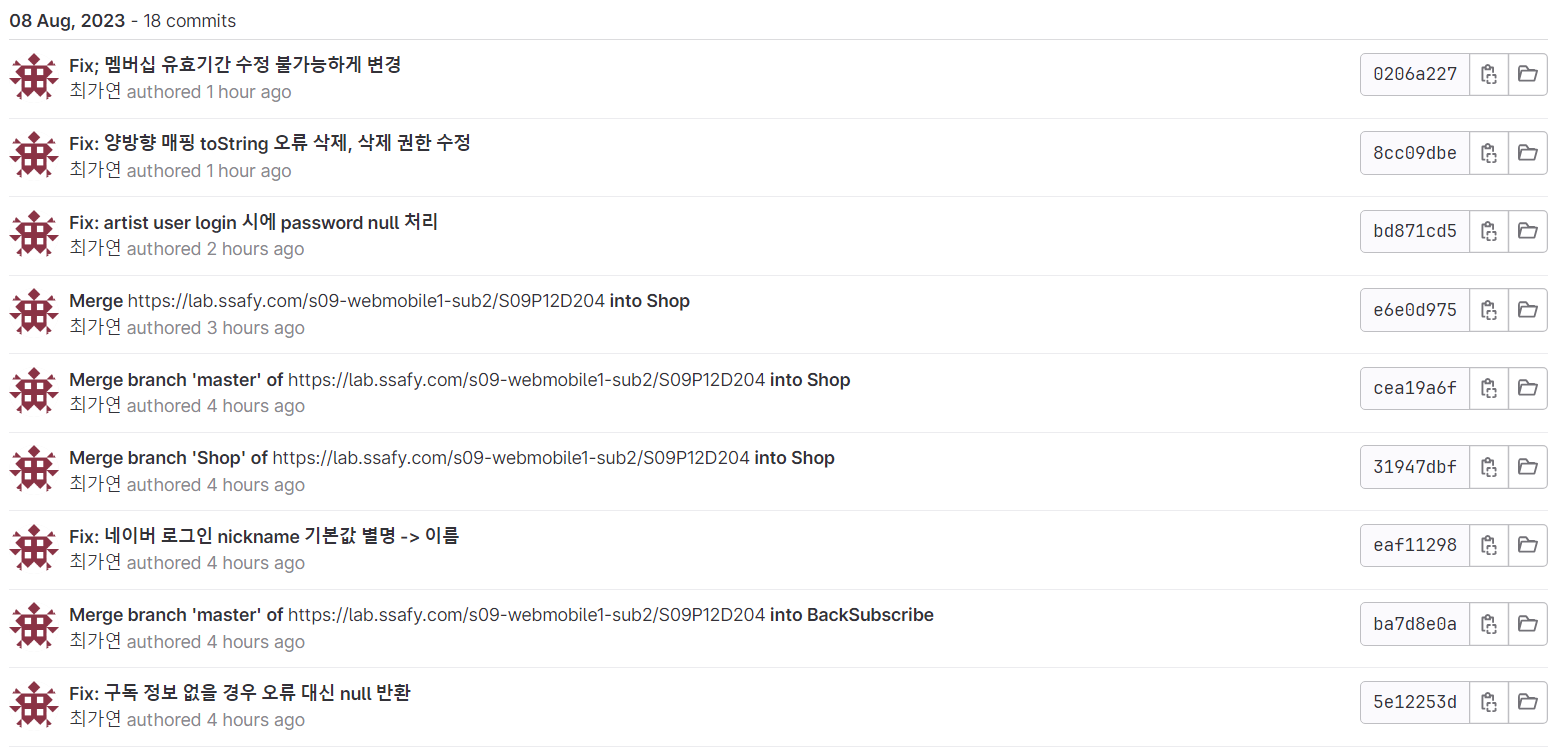 08 Aug, 2023 - 18 commits
Fix; 멤버십 유효기간 수정 불가능하게 변경
최가연 authored 1 hour ago
0206a227
Fix: 양방향 매핑 toString 오류 삭제, 삭제 권한 수정
최가연 authored 1 hour ago
8cc09dbe
Fix: artist user login 시에 password null 처리
최가연 authored 2 hours ago
bd871cd5
Merge https://lab.ssafy.com/s09-webmobile1-sub2/S09P12D204 into Shop
최가연 authored 3 hours ago
e6e0d975
Merge branch 'master' of https://lab.ssafy.com/s09-webmobile1-sub2/S09P12D204 into Shop
최가연 authored 4 hours ago
cea19a6f
Merge branch 'Shop' of https://lab.ssafy.com/s09-webmobile1-sub2/S09P12D204 into Shop
최가연 authored 4 hours ago
31947dbf
Fix: 네이버 로그인 nickname 기본값 별명 -> 이름
최가연 authored 4 hours ago
eaf11298
Merge branch 'master' of https://lab.ssafy.com/s09-webmobile1-sub2/S09P12D204 into BackSubscribe
최가연 authored 4 hours ago
ba7d8e0a
Fix: 구독 정보 없을 경우 오류 대신 null 반환
최가연 authored 4 hours ago
5e12253d